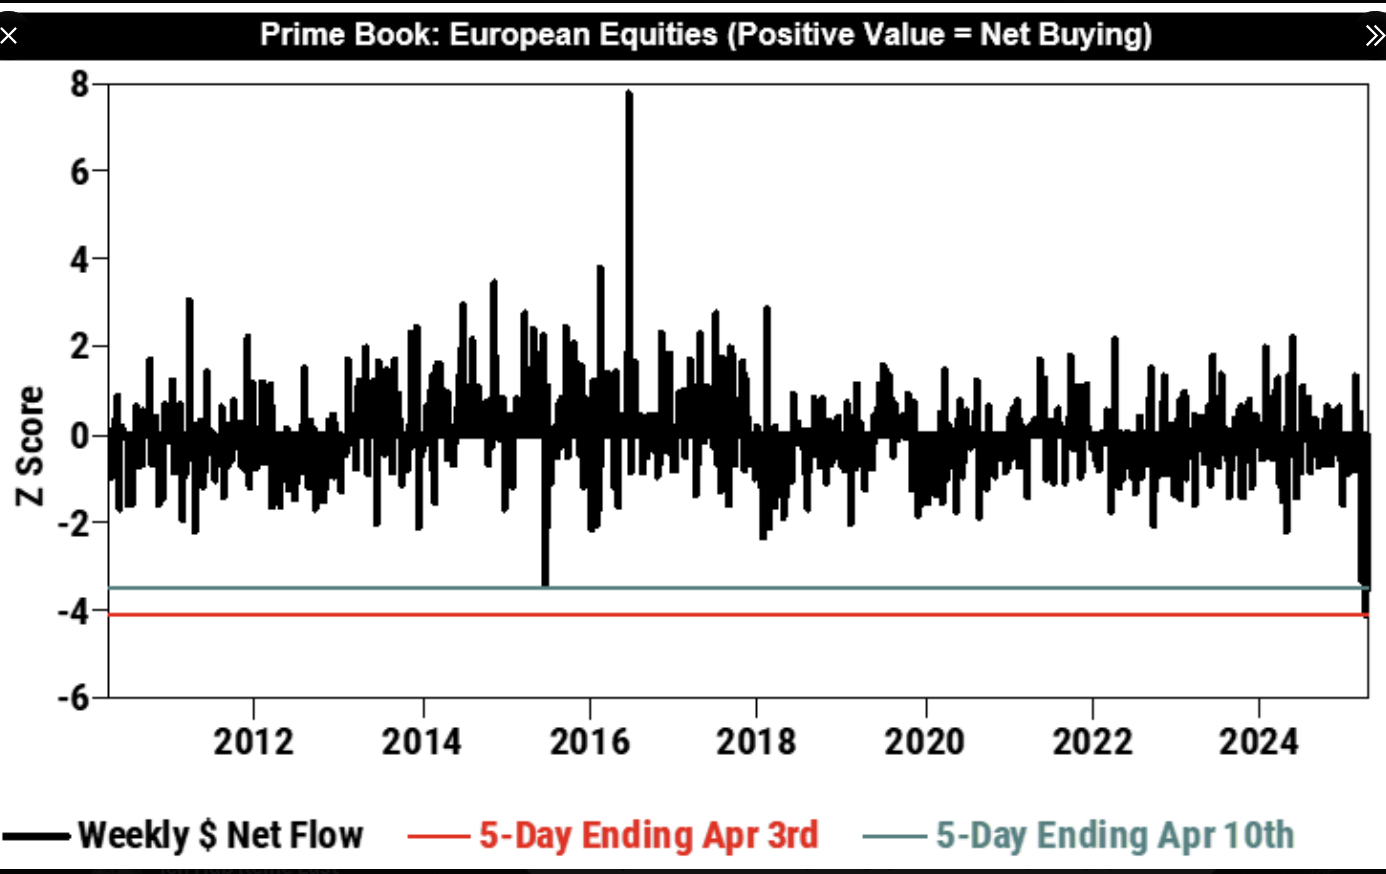 Prime Book: European Equities (Positive Value = Net Buying)
8
6
4
2
0
-2
-4
-6
Z Score
2012 2014 2016 2018 2020 2022 2024
Weekly $ Net Flow 5-Day Ending Apr 3rd 5-Day Ending Apr 10th